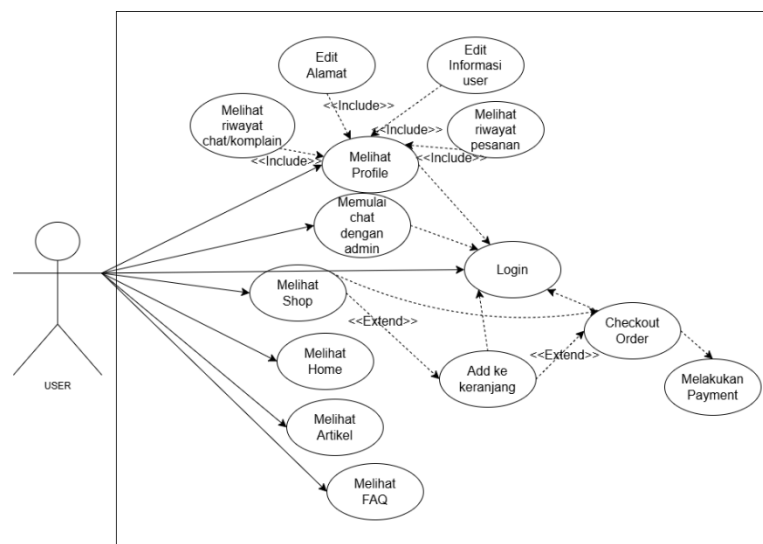 Edit
Alamat
Edit
Informasi
user
<<Include>>
Melihat
riwayat
chat/komplain
<<Include>>
Melihat
riwayat
pesanan
<<Include>>
<<Include>>
Melihat
Profile
Memulai
chat
dengan
admin
Login
Melihat
Shop
<<Extend>>
Checkout
Order
USER
Melihat
Home
Add ke
keranjang
<<Extend>>
Melakukan
Payment
Melihat
Artikel
Melihat
FAQ